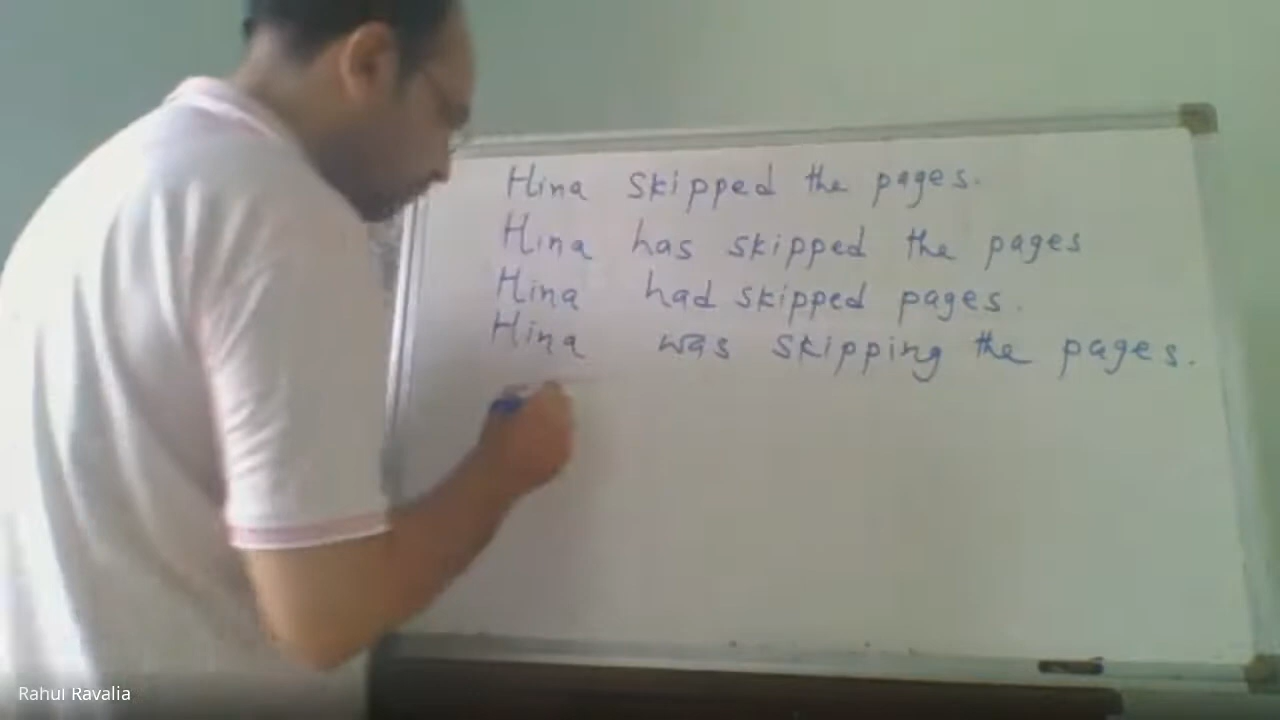 Hina skipped the pages.
Hina has skipped the pages
Hina had skipped pages.
Hina was skipping the pages.
Rahul Ravalia